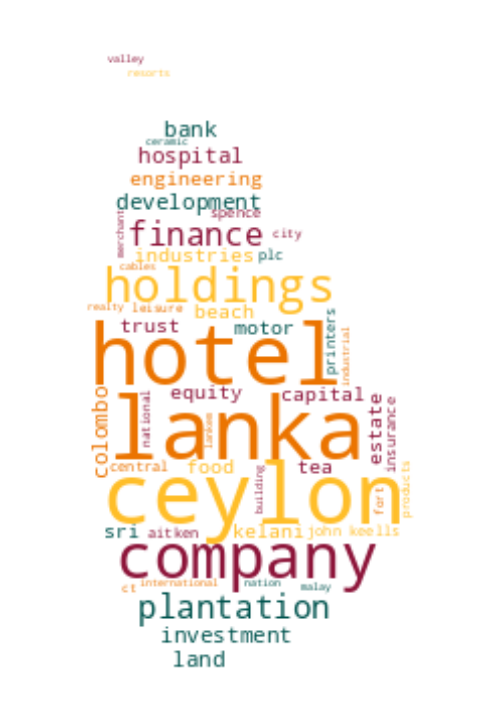 valley
resorts
bank
ceramic
hospital
engineering
development
spence
merchant
finance
city
industries
plc
cables
holdings
realty
leisure
beach
printers
trust
motor
industrial
hotel
equity
capital
national
lanka
lankem
colombo
estate
insurance
central
food
building
tea
ceylon
fort
products
sri
aitken
kelani
john keells
company
ct
international
nation
malay
plantation
investment
land